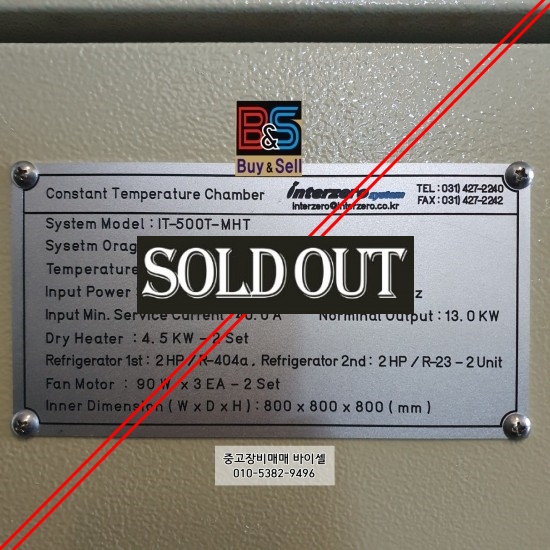 B&S
Buy & Sell
Constant Temperature Chamber
interzero system
interzero@interzero.co.kr
TEL : 031) 427-2240
FAX : 031) 427-2242
System Model : IT-500T-MHT
Sysetm Orag
Temperature
SOLD OUT
Input Power
Input Min. Service Current : 40.0 A Norminal Output : 13.0 KW
Dry Heater : 4.5 KW - 2 Set
Refrigerator 1st : 2 HP / R-404a , Refrigerator 2nd : 2 HP / R-23 - 2 Unit
Fan Motor : 90 W x 3 EA - 2 Set
Inner Dimension ( W x D x H ) : 800 x 800 x 800 ( mm )
중고장비매매 바이셀
010-5382-9496